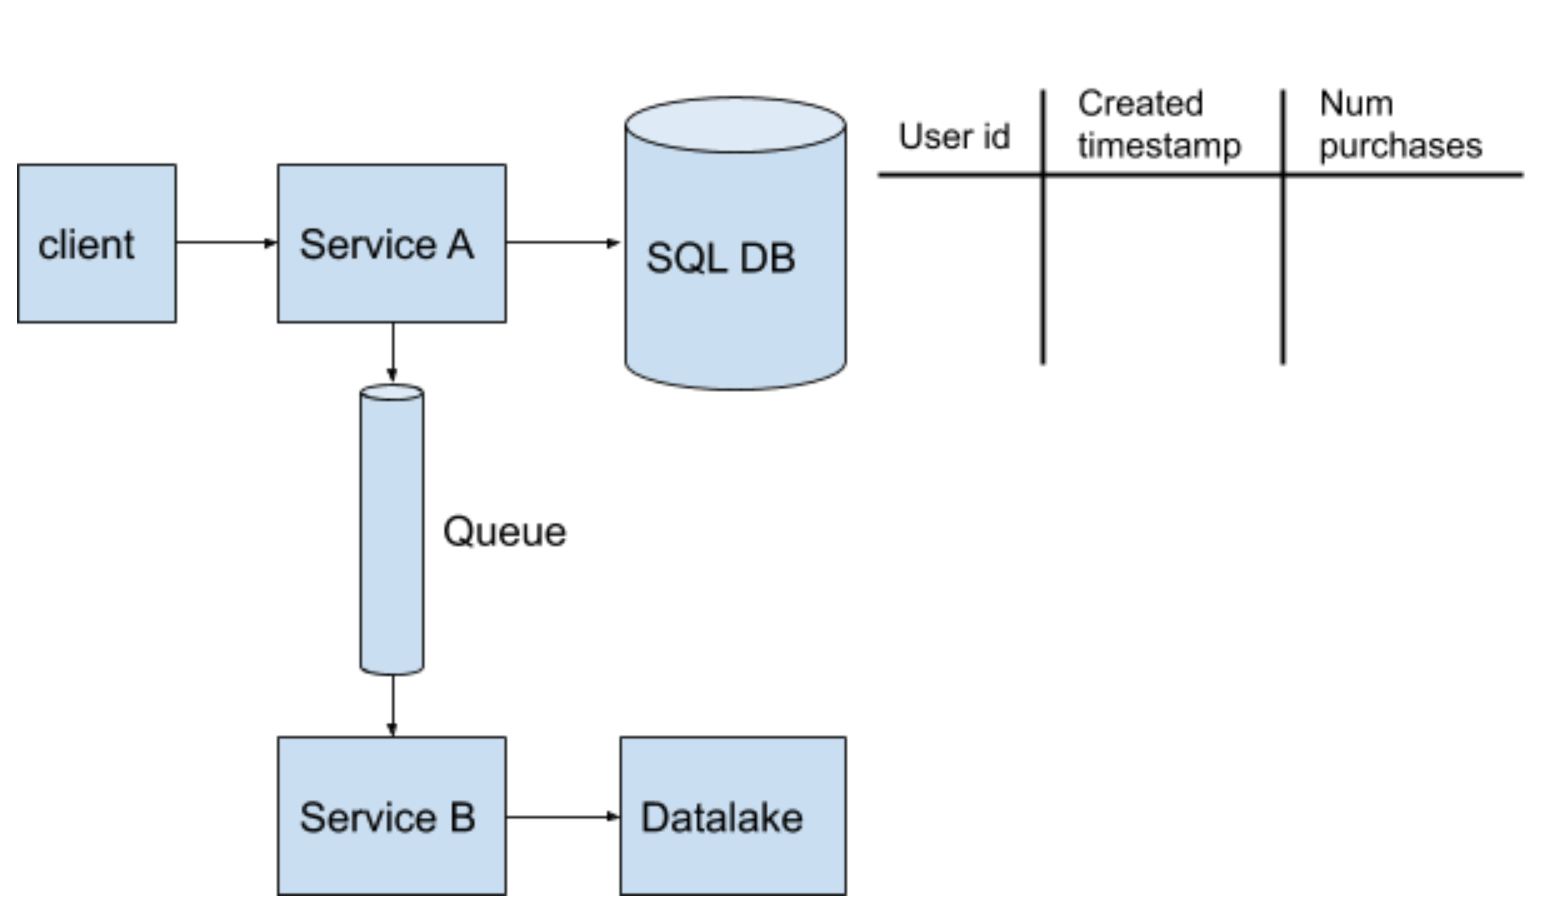 client
Service A
SQL DB
User id
Created
timestamp
Num
purchases
Queue
Service B
Datalake